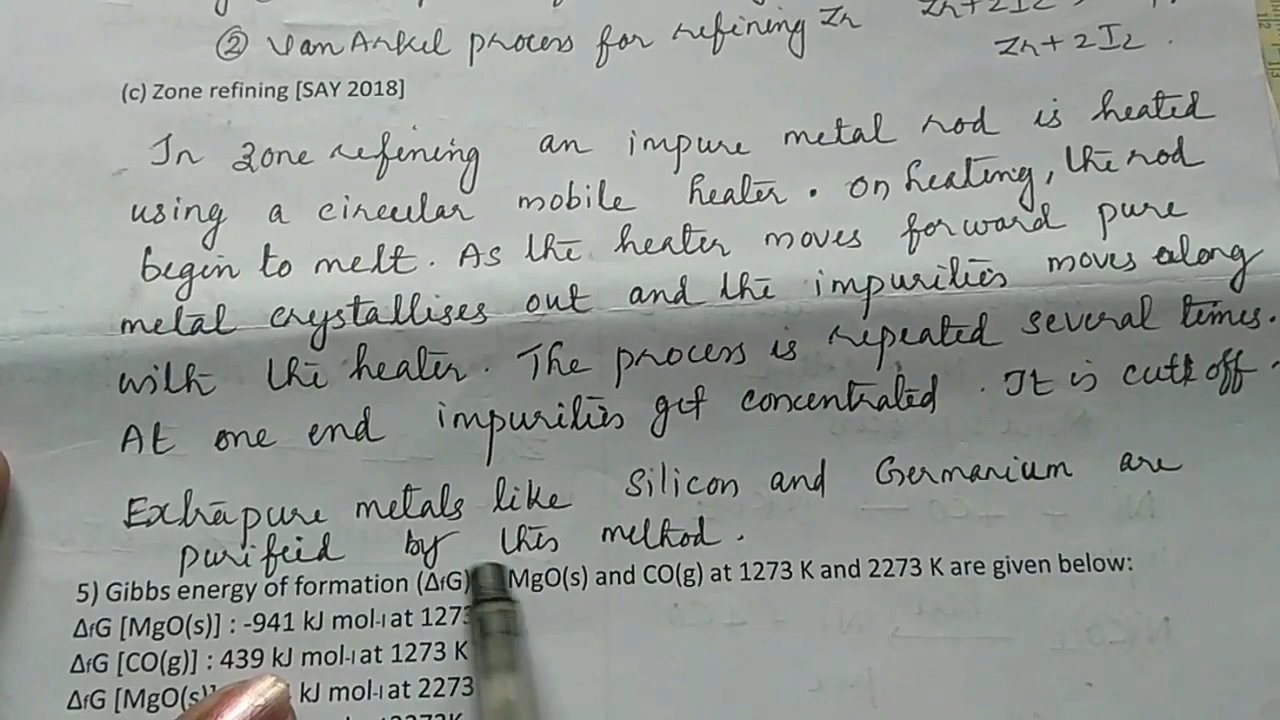 ② Van Arkel process for refining Zn
Zn + 2I2 .
(c) Zone refining [SAY 2018]
In zone refining an impure metal rod is heated
using a circular mobile heater. On heating, the rod
begin to melt. As the heater moves forward pure
metal crystallises out and the impurities moves along
with the heater. The process is repeated several times.
At one end impurities get concentrated. It is cutt off.
Extrapure metals like Silicon and Germanium are
purifeid by this method.
5) Gibbs energy of formation (ΔfG) MgO(s) and CO(g) at 1273 K and 2273 K are given below:
ΔfG [MgO(s)] : -941 kJ mol-1 at 1273
ΔfG [CO(g)] : 439 kJ mol-1 at 1273 K
ΔfG [MgO(s) kJ mol-1 at 2273